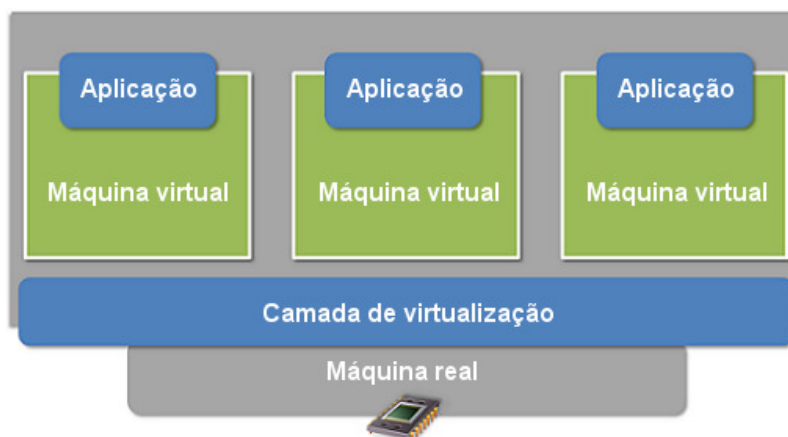 Aplicação
Aplicação
Aplicação
Máquina virtual
Máquina virtual
Máquina virtual
Camada de virtualização
Máquina real